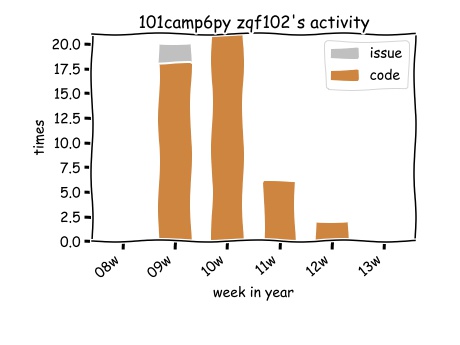 101camp6py zqf102's activity
issue
code
20.0
17.5
15.0
12.5
10.0
7.5
5.0
2.5
0.0
times
08w 09w 10w 11w 12w 13w
week in year